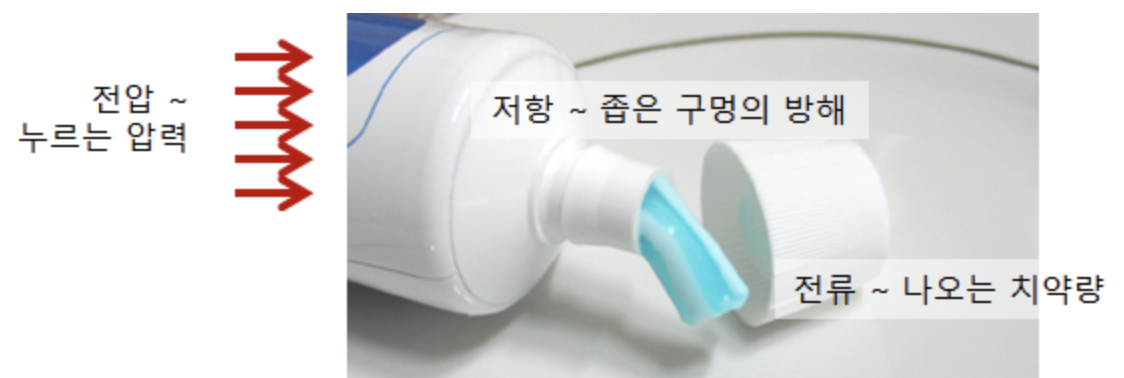 전압 ~
누르는 압력
저항 ~ 좁은 구멍의 방해
전류 ~ 나오는 치약량